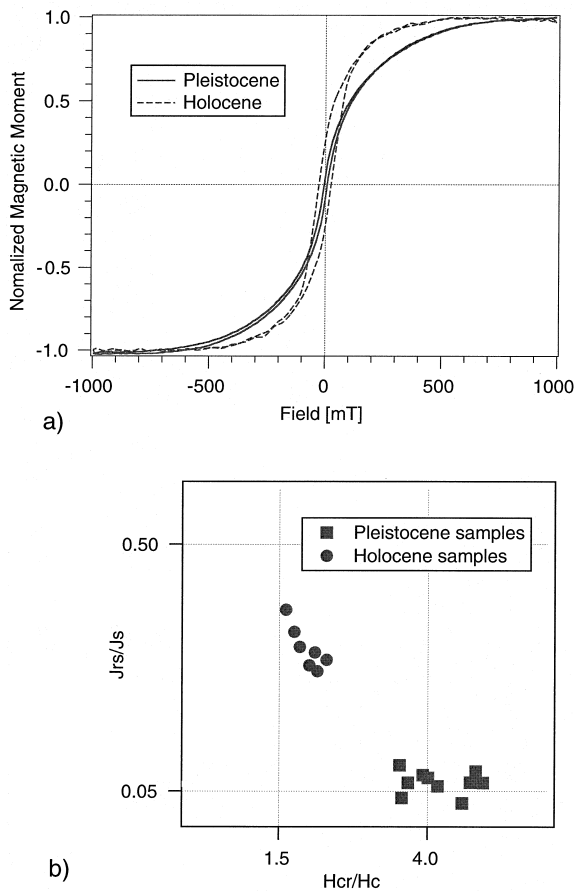 1.0
0.5
0.0
-0.5
-1.0
Nomalized Magnetic Moment
Pleistocene
Holocene
-1000 -500 0 500 1000
Field [mT]
a)
0.50
0.05
Jrs/Js
Pleistocene samples
Holocene samples
1.5 4.0
Hcr/Hc
b)